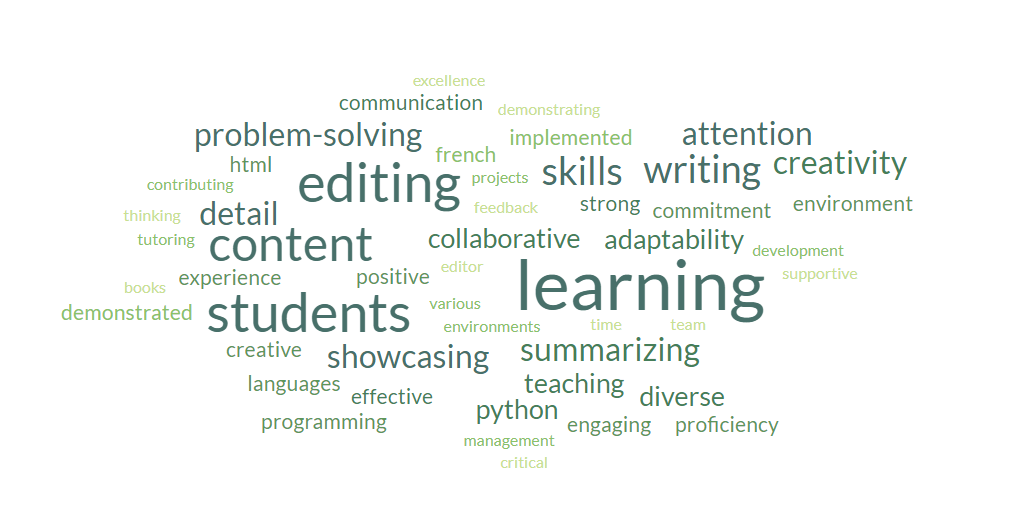 excellence
communication
demonstrating
problem-solving
implemented
attention
french
html
editing
projects
skills
writing
creativity
contributing
thinking
detail
feedback
strong
commitment
environment
tutoring
content
collaborative
adaptability
development
experience
positive
editor
learning
supportive
books
demonstrated
students
various
environments
time
team
creative
showcasing
summarizing
languages
effective
teaching
diverse
programming
python
engaging
proficiency
management
critical